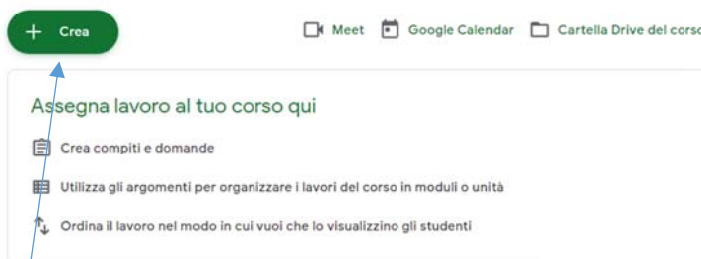 Crea
Meet Google Calendar Cartella Drive del corso
Assegna lavoro al tuo corso qui
Crea compiti e domande
Utilizza gli argomenti per organizzare i lavori del corso in moduli o unità
Ordina il lavoro nel modo in cui vuoi che lo visualizzino gli studenti